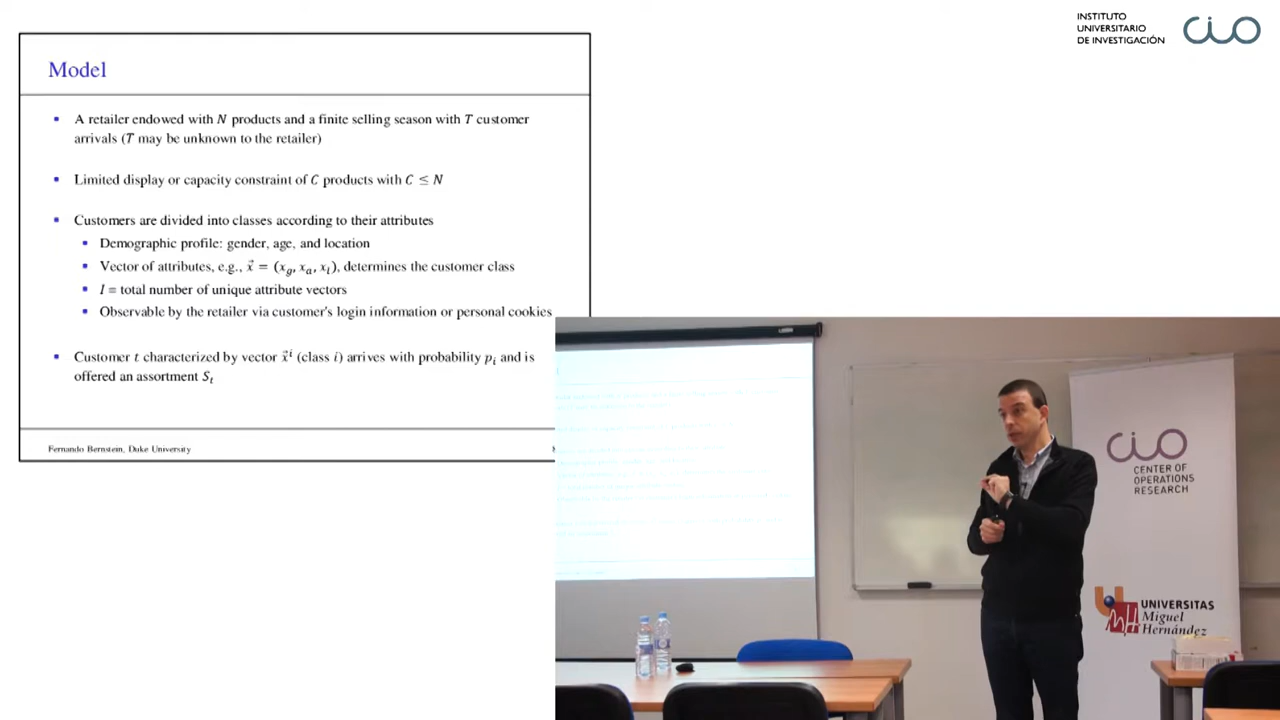 INSTITUTO
UNIVERSITARIO
DE INVESTIGACIÓN
CIO
Model
▪ A retailer endowed with N products and a finite selling season with T customer
arrivals (T may be unknown to the retailer)
▪ Limited display or capacity constraint of C products with C ≤ N
▪ Customers are divided into classes according to their attributes
▪ Demographic profile: gender, age, and location
▪ Vector of attributes, e.g., x⃗ = (x_g, x_a, x_l), determines the customer class
▪ I = total number of unique attribute vectors
▪ Observable by the retailer via customer's login information or personal cookies
▪ Customer t characterized by vector x⃗^i (class i) arrives with probability p_i and is
offered an assortment S_t
Fernando Bernstein, Duke University
CIO
CENTER OF
OPERATIONS
RESEARCH
UMH
UNIVERSITAS
Miguel
Hernández